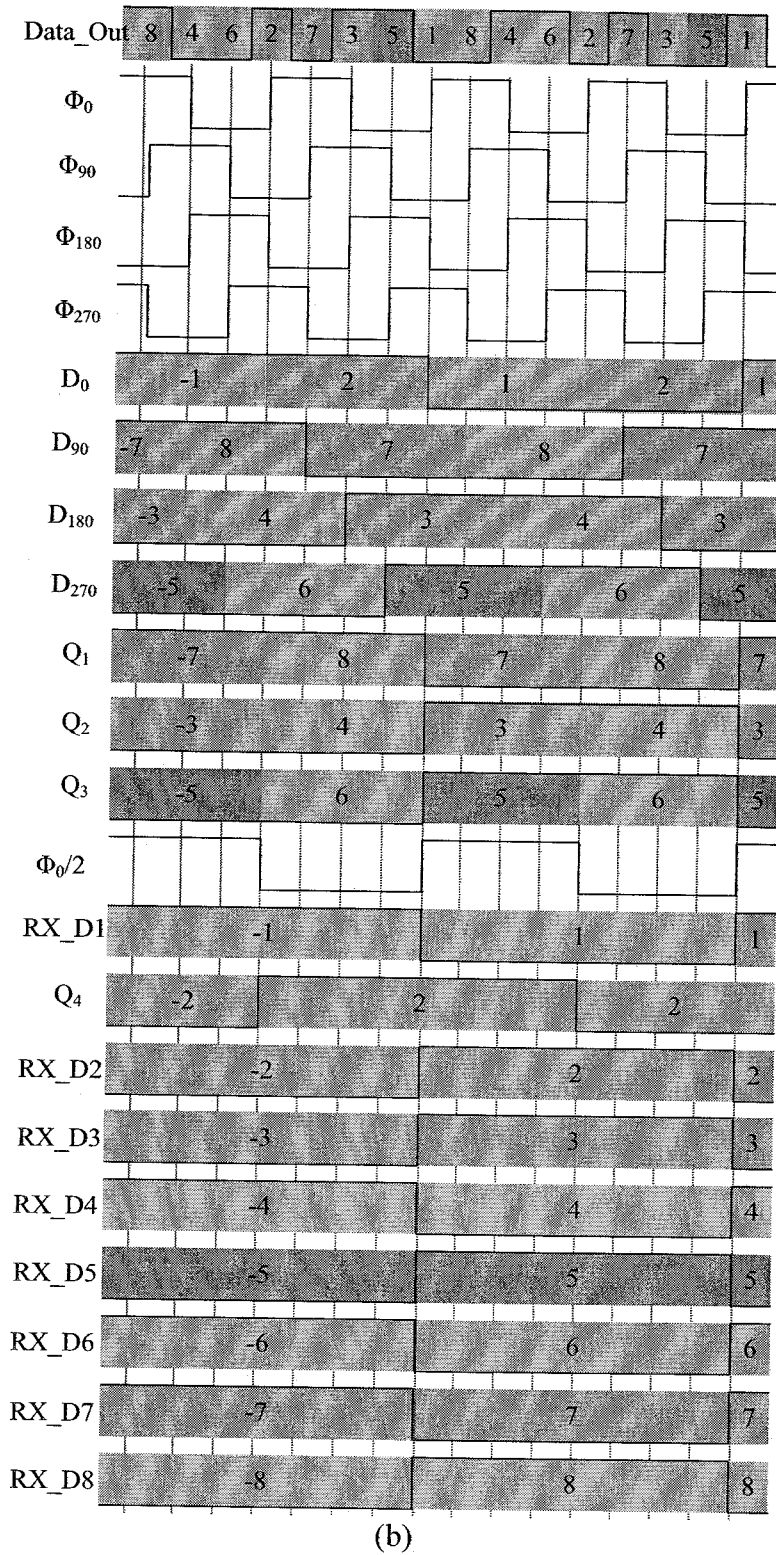 Data_Out 8 4 6 2 7 3 5 1 8 4 6 2 7 3 5 1
Φ₀
Φ₉₀
Φ₁₈₀
Φ₂₇₀
D₀ -1 2 1 2 1
D₉₀ -7 8 7 8 7
D₁₈₀ -3 4 3 4 3
D₂₇₀ -5 6 5 6 5
Q₁ -7 8 7 8 7
Q₂ -3 4 3 4 3
Q₃ -5 6 5 6 5
Φ₀/2
RX_D1 -1 1 1
Q₄ -2 2 2
RX_D2 -2 2 2
RX_D3 -3 3 3
RX_D4 -4 4 4
RX_D5 -5 5 5
RX_D6 -6 6 6
RX_D7 -7 7 7
RX_D8 -8 8 8
(b)